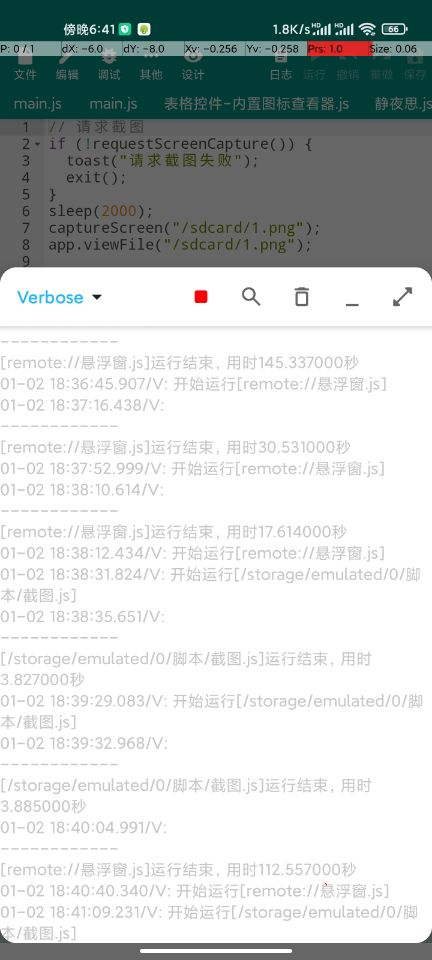 傍晚6:41 1.8K/s HD HD 66
P: 0 / 1 dX: -6.0 dY: -8.0 Xv: -0.256 Yv: -0.258 Prs: 1.0 Size: 0.06
文件 编辑 调试 其他 设计 日志 运行 撤销 重做 保存
main.js main.js 表格控件-内置图标查看器.js 静夜思.js
1 // 请求截图
2 if (!requestScreenCapture()) {
3 toast("请求截图失败");
4 exit();
5 }
6 sleep(2000);
7 captureScreen("/sdcard/1.png");
8 app.viewFile("/sdcard/1.png");
9
Verbose
------------
[remote://悬浮窗.js]运行结束，用时145.337000秒
01-02 18:36:45.907/V: 开始运行[remote://悬浮窗.js]
01-02 18:37:16.438/V:
------------
[remote://悬浮窗.js]运行结束，用时30.531000秒
01-02 18:37:52.999/V: 开始运行[remote://悬浮窗.js]
01-02 18:38:10.614/V:
------------
[remote://悬浮窗.js]运行结束，用时17.614000秒
01-02 18:38:12.434/V: 开始运行[remote://悬浮窗.js]
01-02 18:38:31.824/V: 开始运行[/storage/emulated/0/脚
本/截图.js]
01-02 18:38:35.651/V:
------------
[/storage/emulated/0/脚本/截图.js]运行结束，用时
3.827000秒
01-02 18:39:29.083/V: 开始运行[/storage/emulated/0/脚
本/截图.js]
01-02 18:39:32.968/V:
------------
[/storage/emulated/0/脚本/截图.js]运行结束，用时
3.885000秒
01-02 18:40:04.991/V:
------------
[remote://悬浮窗.js]运行结束，用时112.557000秒
01-02 18:40:40.340/V: 开始运行[remote://悬浮窗.js]
01-02 18:41:09.231/V: 开始运行[/storage/emulated/0/脚
本/截图.js]